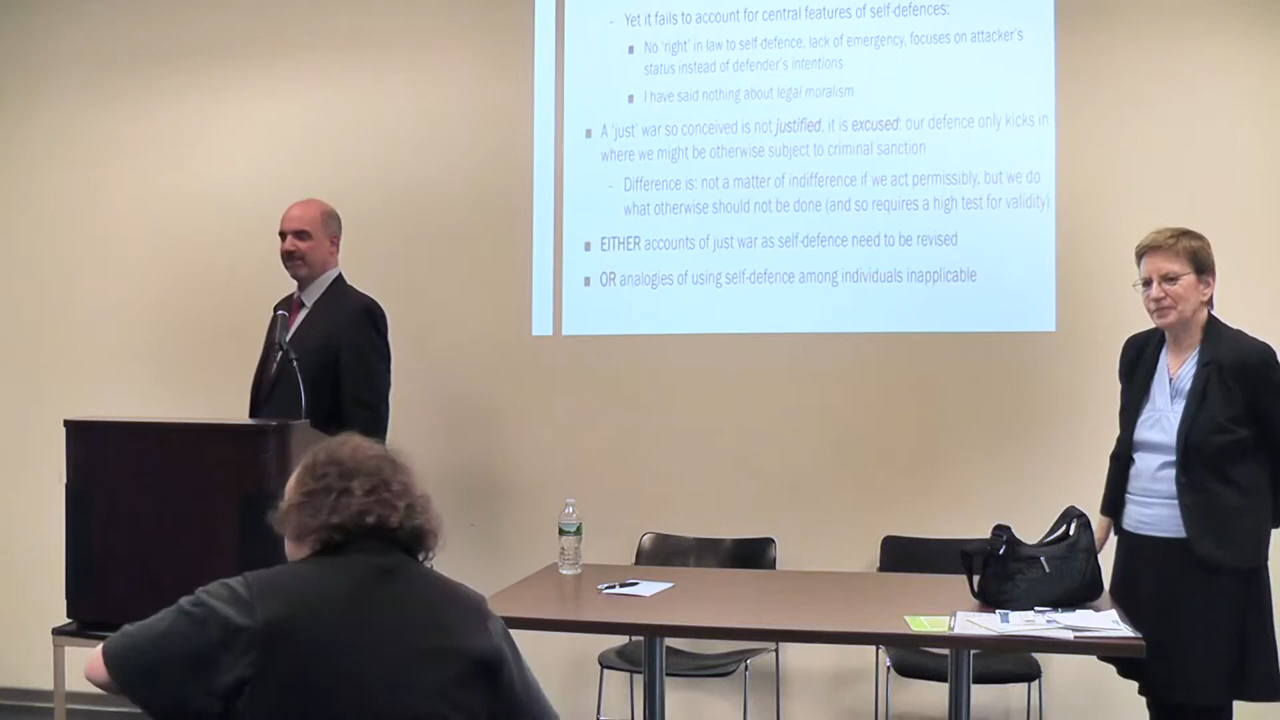 - Yet it fails to account for central features of self-defences:
■ No 'right' in law to self defence, lack of emergency, focuses on attacker's
status instead of defender's intentions
■ I have said nothing about legal moralism
■ A 'just' war so conceived is not justified, it is excused: our defence only kicks in
where we might be otherwise subject to criminal sanction
- Difference is: not a matter of indifference if we act permissibly, but we do
what otherwise should not be done (and so requires a high test for validity)
■ EITHER accounts of just war as self-defence need to be revised
■ OR analogies of using self-defence among individuals inapplicable